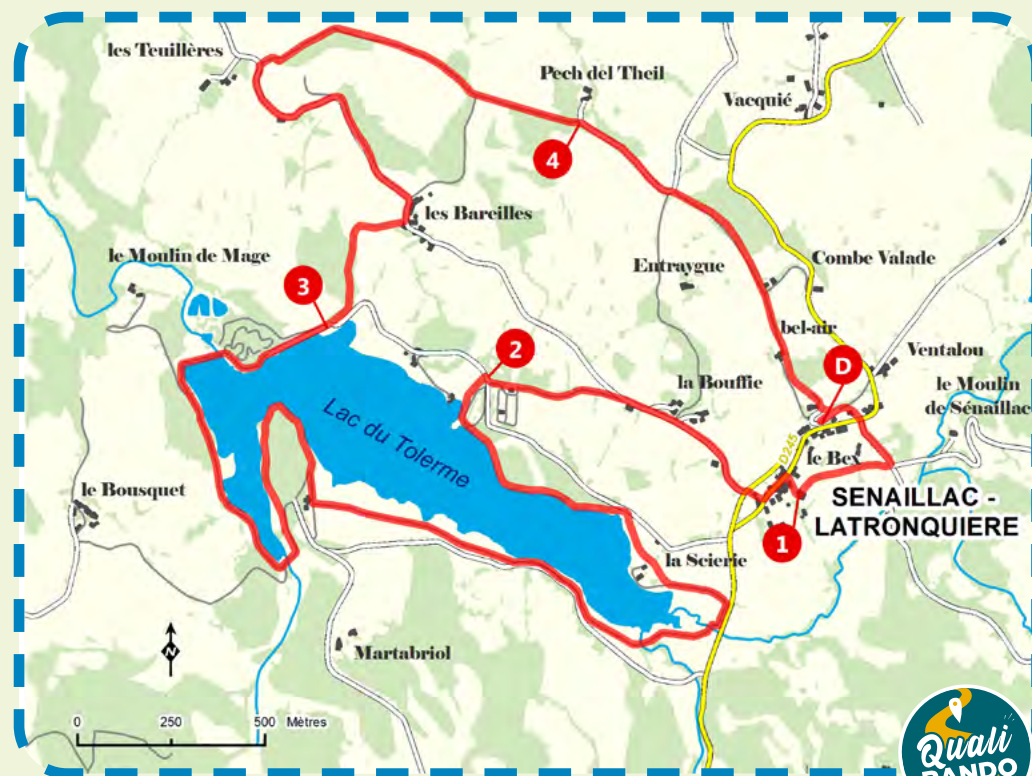 les Teuillères
Pech del Theil
Vacquié
4
les Bareilles
le Moulin de Mage
Entraygue
Combe Valade
3
bel-air
2
D
Ventalou
la Bouffie
le Moulin
de Sénaillac
Lac du Tolerme
D245
le Bex
le Bousquet
SENAILLAC -
LATRONQUIERE
1
la Scierie
N
Martabriol
0 250 500 Mètres
Quali
RANDO